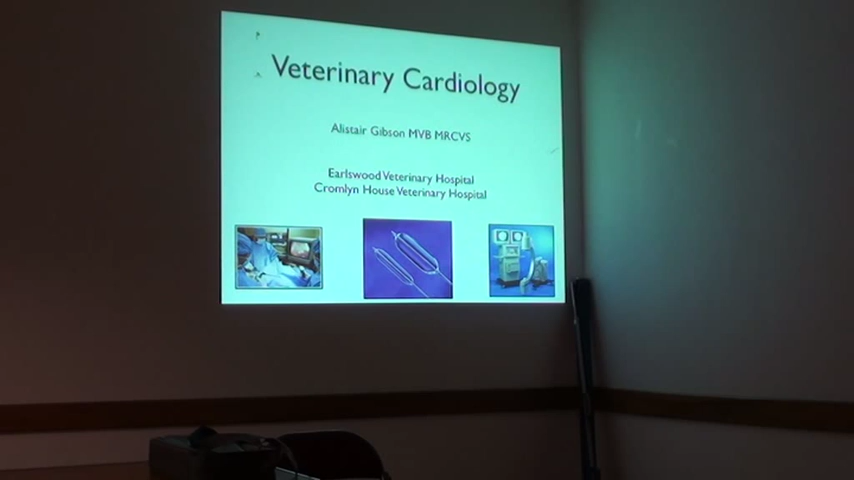 Veterinary Cardiology
Alistair Gibson MVB MRCVS
Earlswood Veterinary Hospital
Cromlyn House Veterinary Hospital